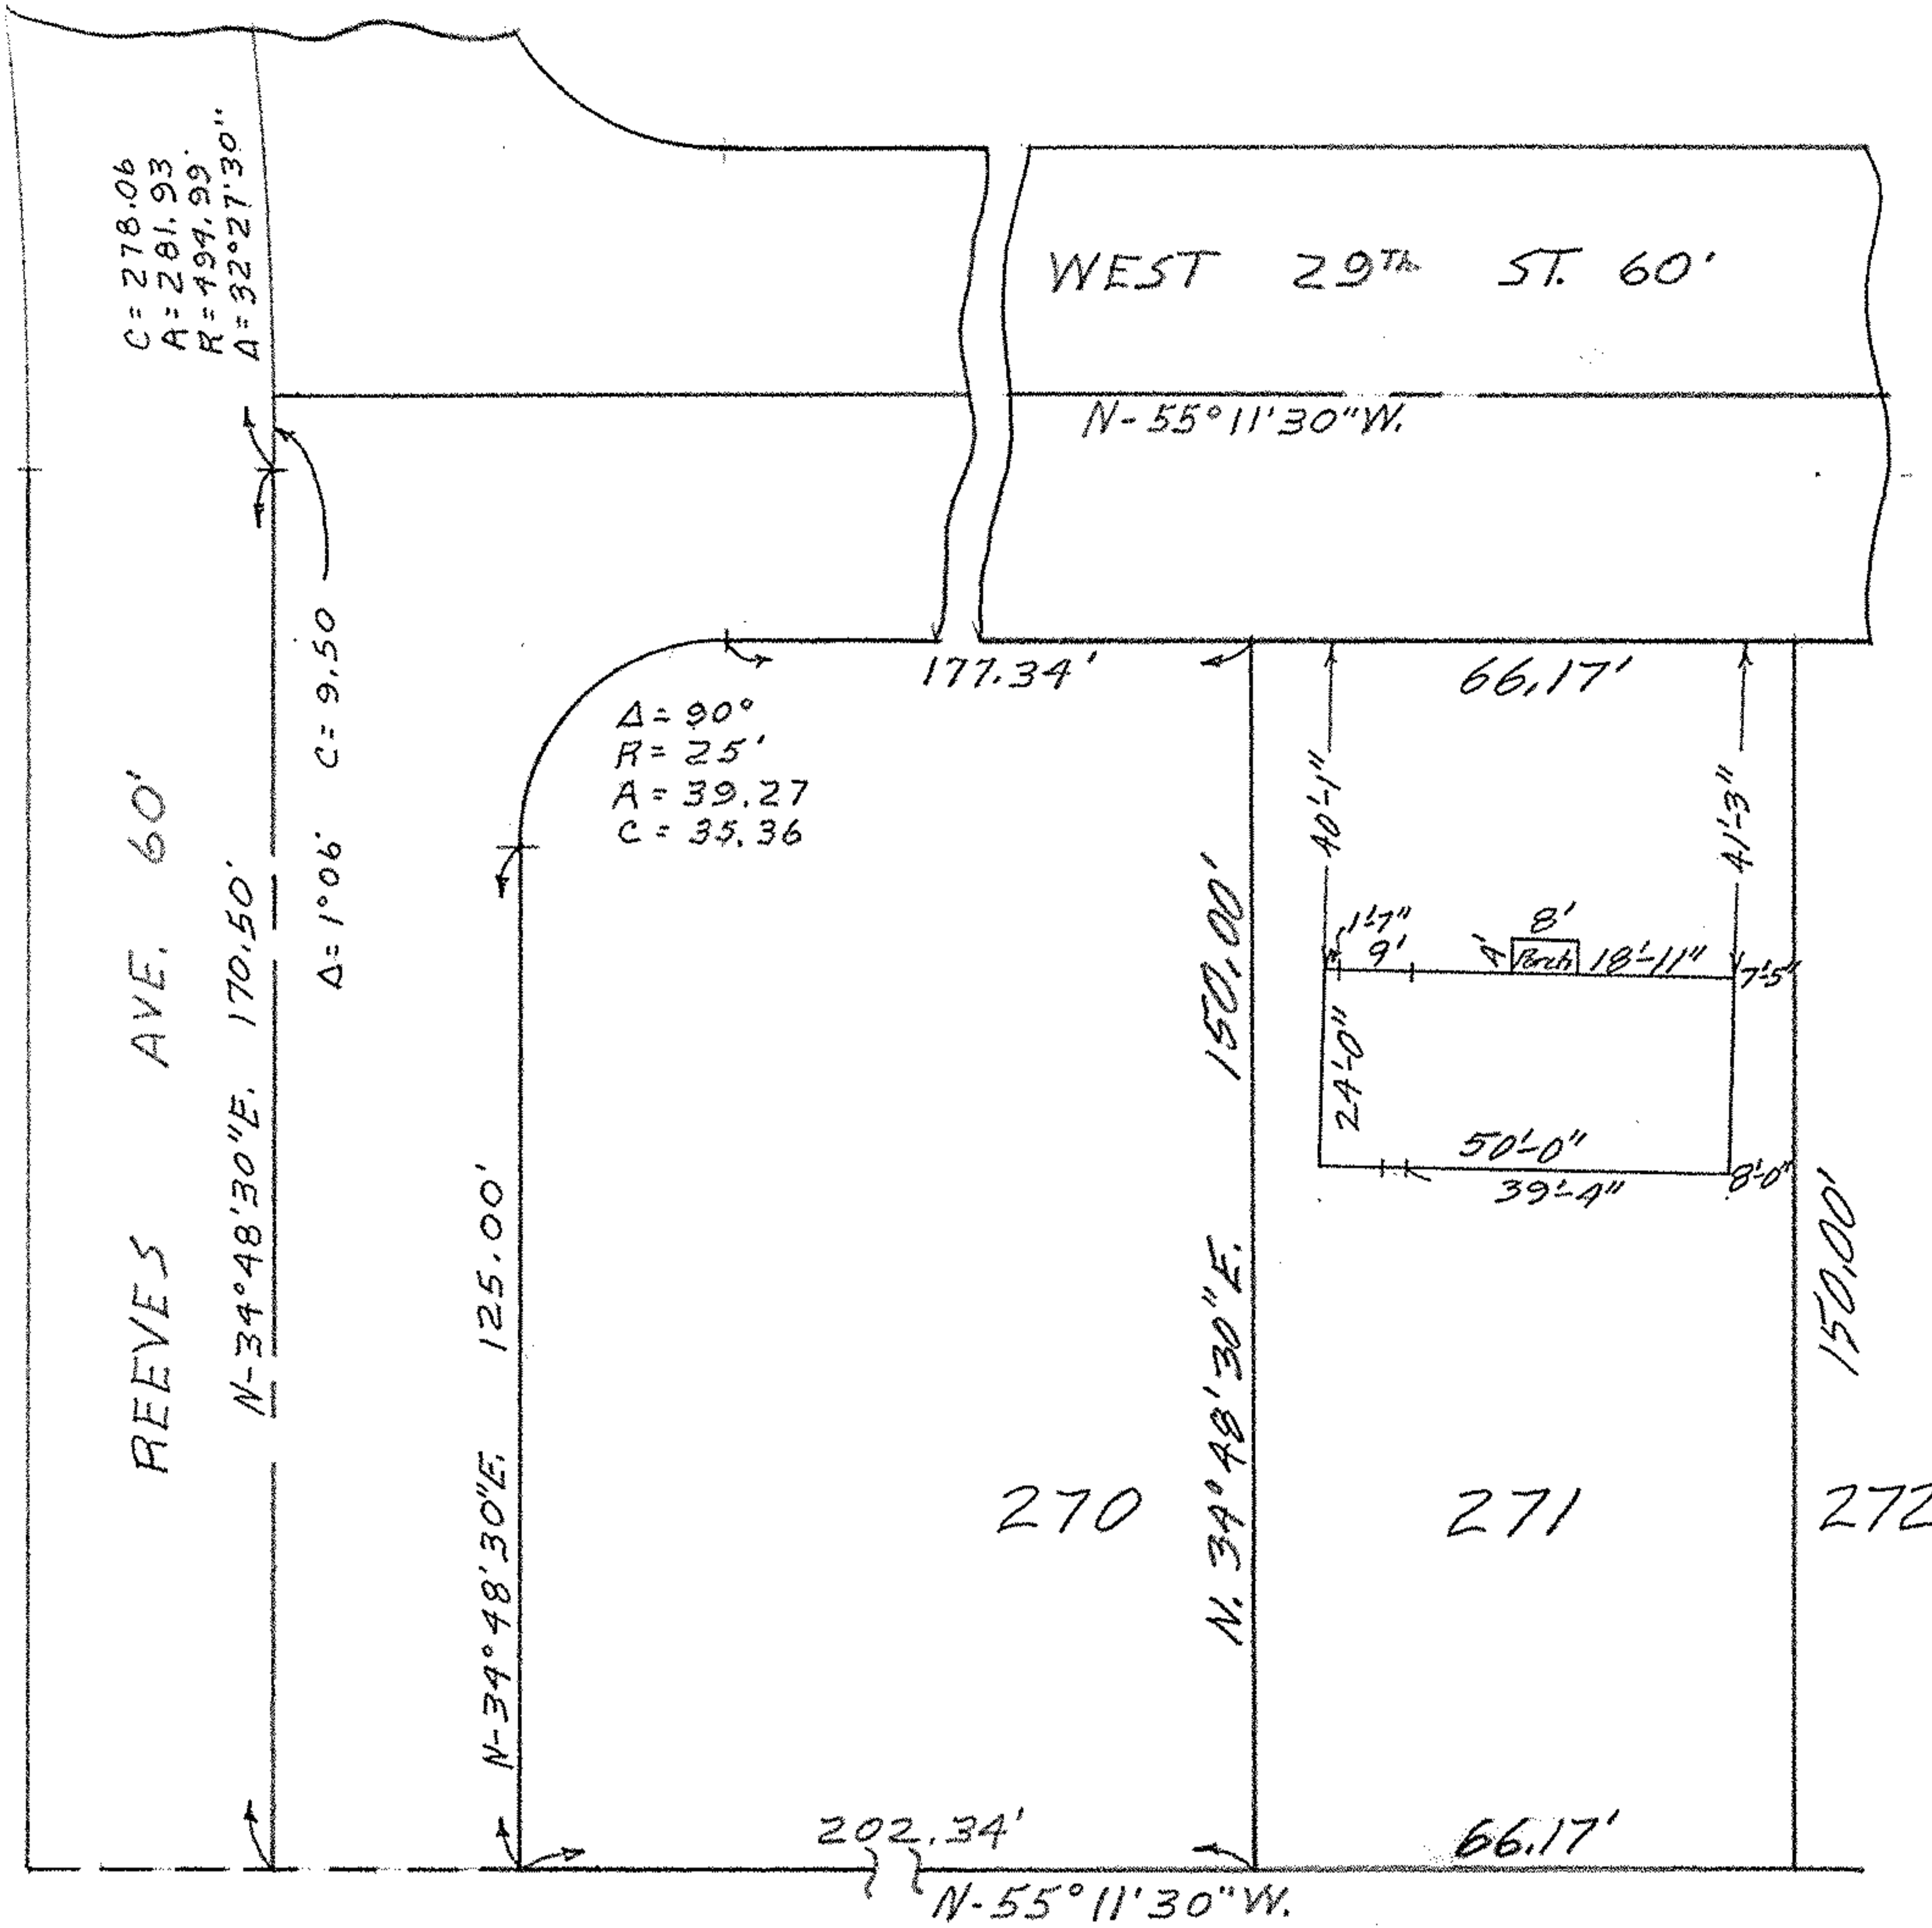 C = 278.06
A = 281.93
R = 494.99'
Δ = 32°27'30"
WEST 29Th ST. 60'
N-55°11'30"W.
Δ = 1°06' C = 9.50
177.34'
66.17'
Δ = 90°
R = 25'
A = 39.27
C = 35.36
REEVES AVE. 60'
N-34°48'30"E. 170.50'
N-34°48'30"E. 125.00'
N. 34°48'30"E. 150.00'
40'-1"
41'-3"
1'-7"
9'
8'
4'
Porch
18'-11"
7'-5"
24'-0"
50'-0"
39'-4"
8'-0"
150.00'
270
271
272
202.34'
66.17'
N-55°11'30"W.